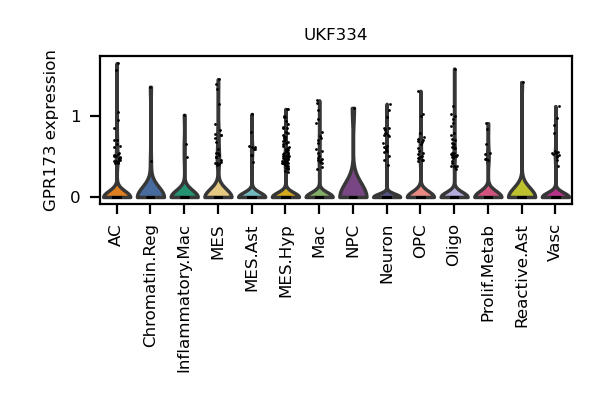 UKF334
GPR173 expression
1
0
AC
Chromatin.Reg
Inflammatory.Mac
MES
MES.Ast
MES.Hyp
Mac
NPC
Neuron
OPC
Oligo
Prolif.Metab
Reactive.Ast
Vasc